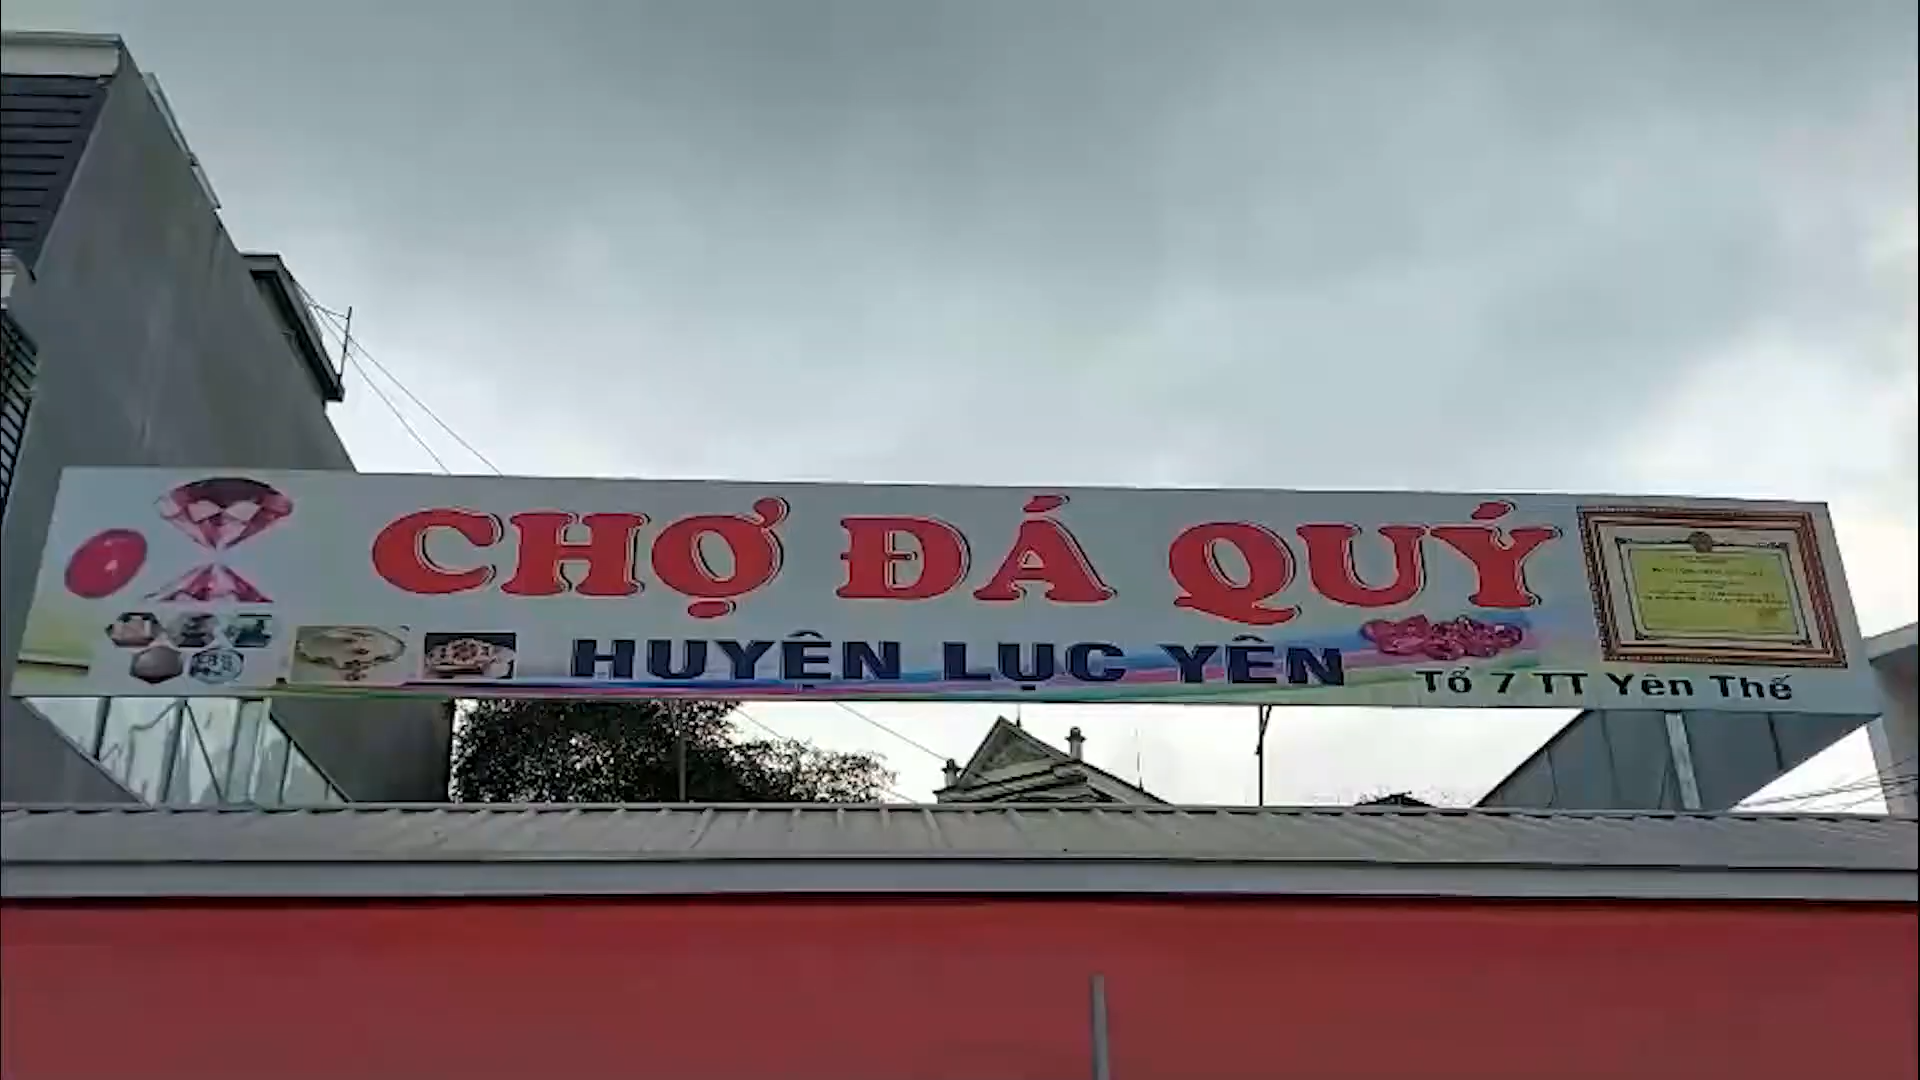 CHỢ ĐÁ QUÝ
HUYỆN LỤC YÊN
Tổ 7 TT Yên Thế